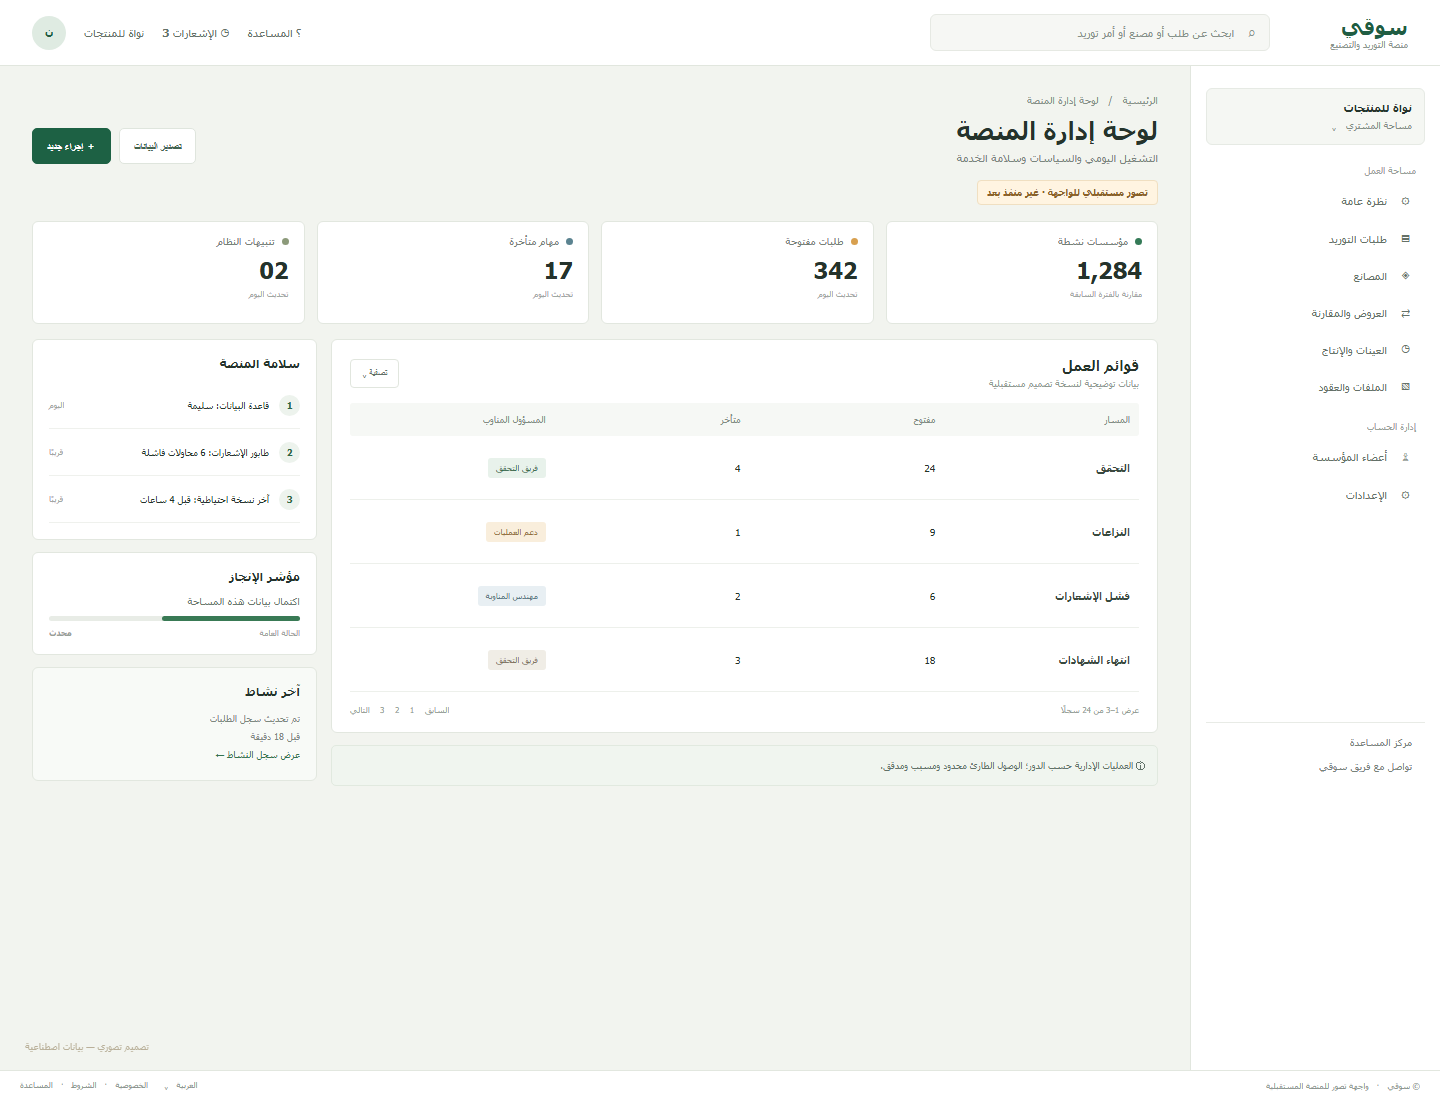 سوقي
منصة التوريد والتصنيع
ابحث عن طلب أو مصنع أو أمر توريد
؟ المساعدة
الإشعارات 3
نواة للمنتجات
ن
نواة للمنتجات
مساحة المشتري
مساحة العمل
نظرة عامة
طلبات التوريد
المصانع
العروض والمقارنة
العينات والإنتاج
الملفات والعقود
إدارة الحساب
أعضاء المؤسسة
الإعدادات
مركز المساعدة
تواصل مع فريق سوقي
الرئيسية / لوحة إدارة المنصة
لوحة إدارة المنصة
التشغيل اليومي والسياسات وسلامة الخدمة
تصور مستقبلي للواجهة · غير منفذ بعد
تصدير البيانات
+ إجراء جديد
مؤسسات نشطة
1,284
مقارنة بالفترة السابقة
طلبات مفتوحة
342
تحديث اليوم
مهام متأخرة
17
تحديث اليوم
تنبيهات النظام
02
تحديث اليوم
قوائم العمل
بيانات توضيحية لنسخة تصميم مستقبلية
تصفية
المسار مفتوح متأخر المسؤول المناوب
التحقق 24 4 فريق التحقق
النزاعات 9 1 دعم العمليات
فشل الإشعارات 6 2 مهندس المناوبة
انتهاء الشهادات 18 3 فريق التحقق
عرض 1–3 من 24 سجلًا
السابق 1 2 3 التالي
العمليات الإدارية حسب الدور؛ الوصول الطارئ محدود ومسبب ومدقق.
سلامة المنصة
1 قاعدة البيانات: سليمة اليوم
2 طابور الإشعارات: 6 محاولات فاشلة قريبًا
3 آخر نسخة احتياطية: قبل 4 ساعات قريبًا
مؤشر الإنجاز
اكتمال بيانات هذه المساحة
الحالة العامة محدث
آخر نشاط
تم تحديث سجل الطلبات
قبل 18 دقيقة
عرض سجل النشاط ←
تصميم تصوري — بيانات اصطناعية
© سوقي · واجهة تصور للمنصة المستقبلية
العربية
الخصوصية · الشروط · المساعدة